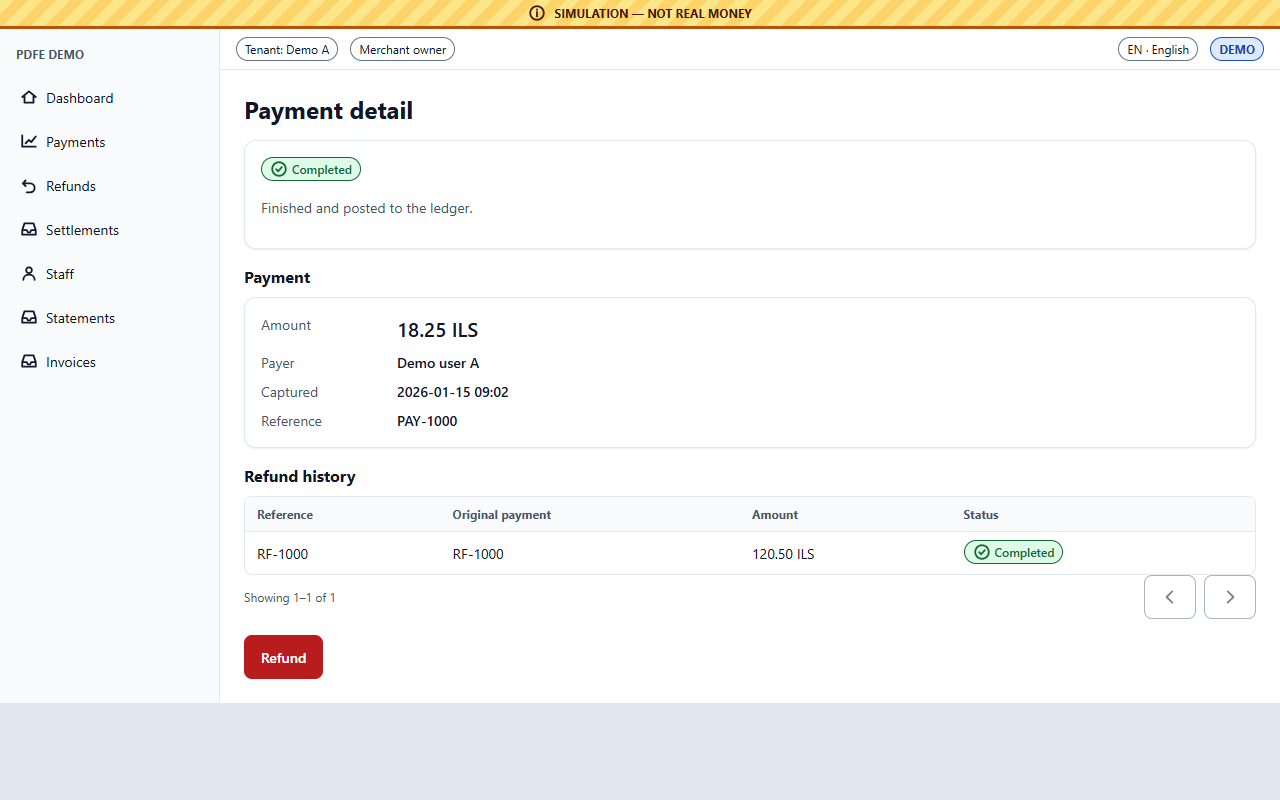 SIMULATION — NOT REAL MONEY
PDFE DEMO
Tenant: Demo A
Merchant owner
EN · English
DEMO
Dashboard
Payments
Refunds
Settlements
Staff
Statements
Invoices
Payment detail
Completed
Finished and posted to the ledger.
Payment
Amount 18.25 ILS
Payer Demo user A
Captured 2026-01-15 09:02
Reference PAY-1000
Refund history
Reference Original payment Amount Status
RF-1000 RF-1000 120.50 ILS Completed
Showing 1–1 of 1
Refund